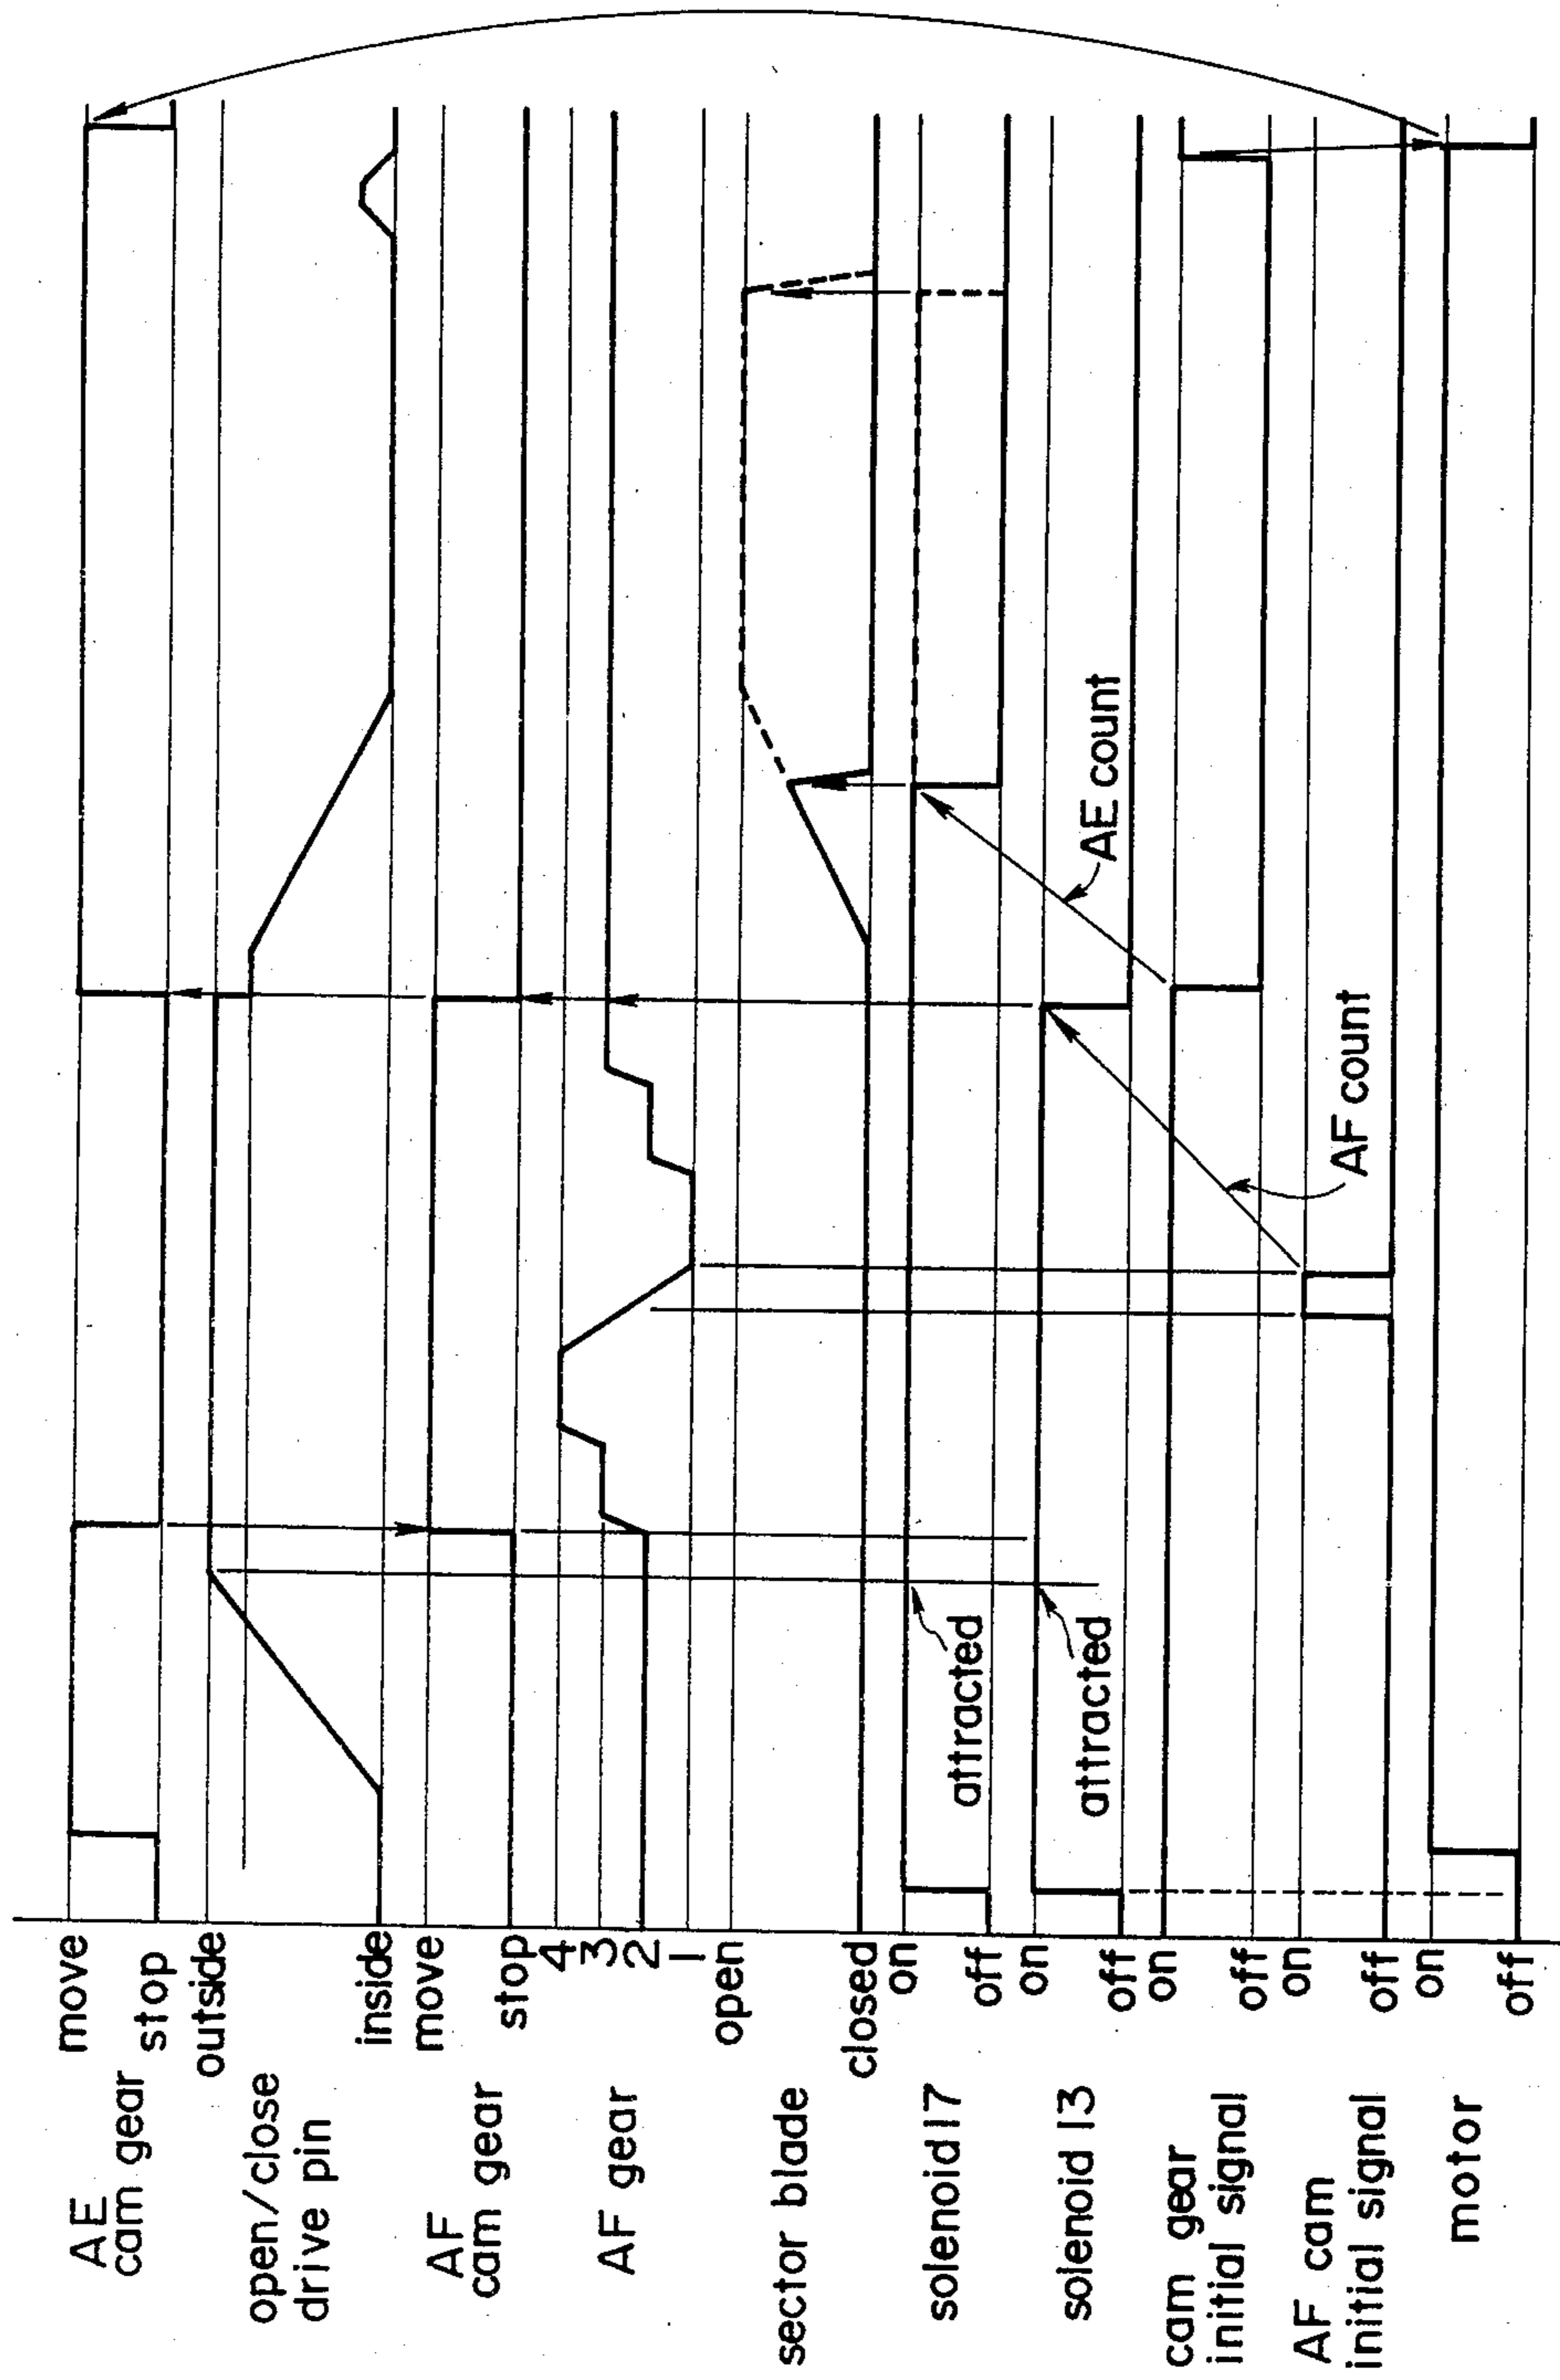 AE
cam gear
move
stop
open/close
drive pin
outside
inside
AF
cam gear
move
stop
AF gear
4
3
2
1
sector blade
open
closed
solenoid 17
on
off
attracted
solenoid 13
on
off
attracted
cam gear
initial signal
on
off
AE count
AF cam
initial signal
on
off
AF count
motor
on
off